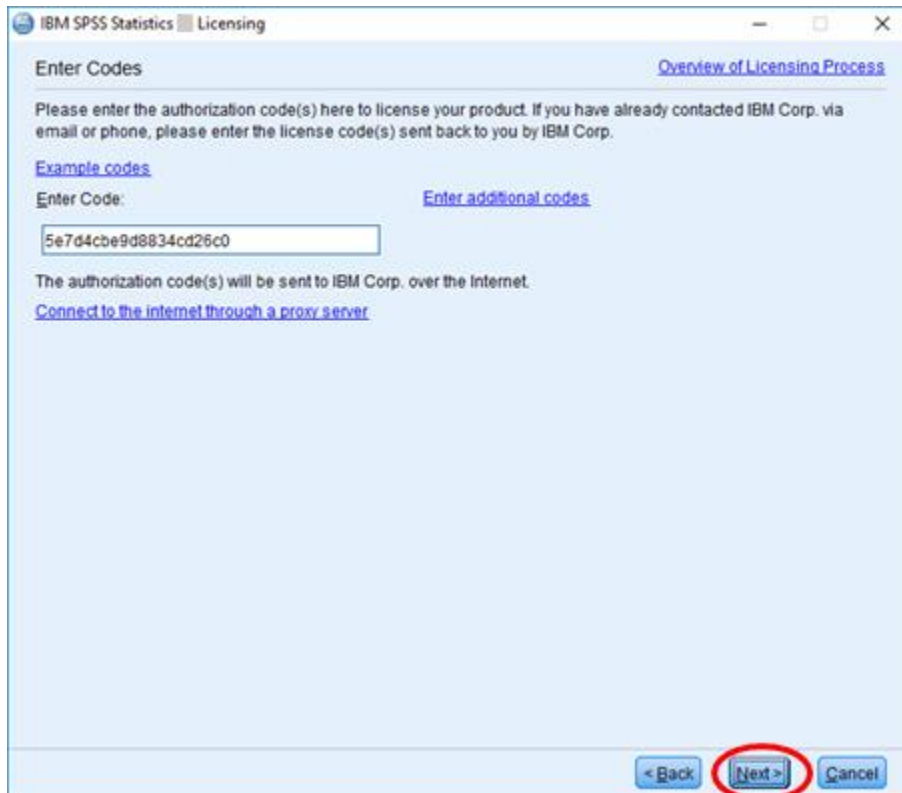 IBM SPSS Statistics Licensing
Enter Codes
Overview of Licensing Process
Please enter the authorization code(s) here to license your product. If you have already contacted IBM Corp. via
email or phone, please enter the license code(s) sent back to you by IBM Corp.
Example codes
Enter Code:
Enter additional codes
5e7d4cbe9d8834cd26c0
The authorization code(s) will be sent to IBM Corp. over the Internet.
Connect to the internet through a proxy server
< Back
Next >
Cancel